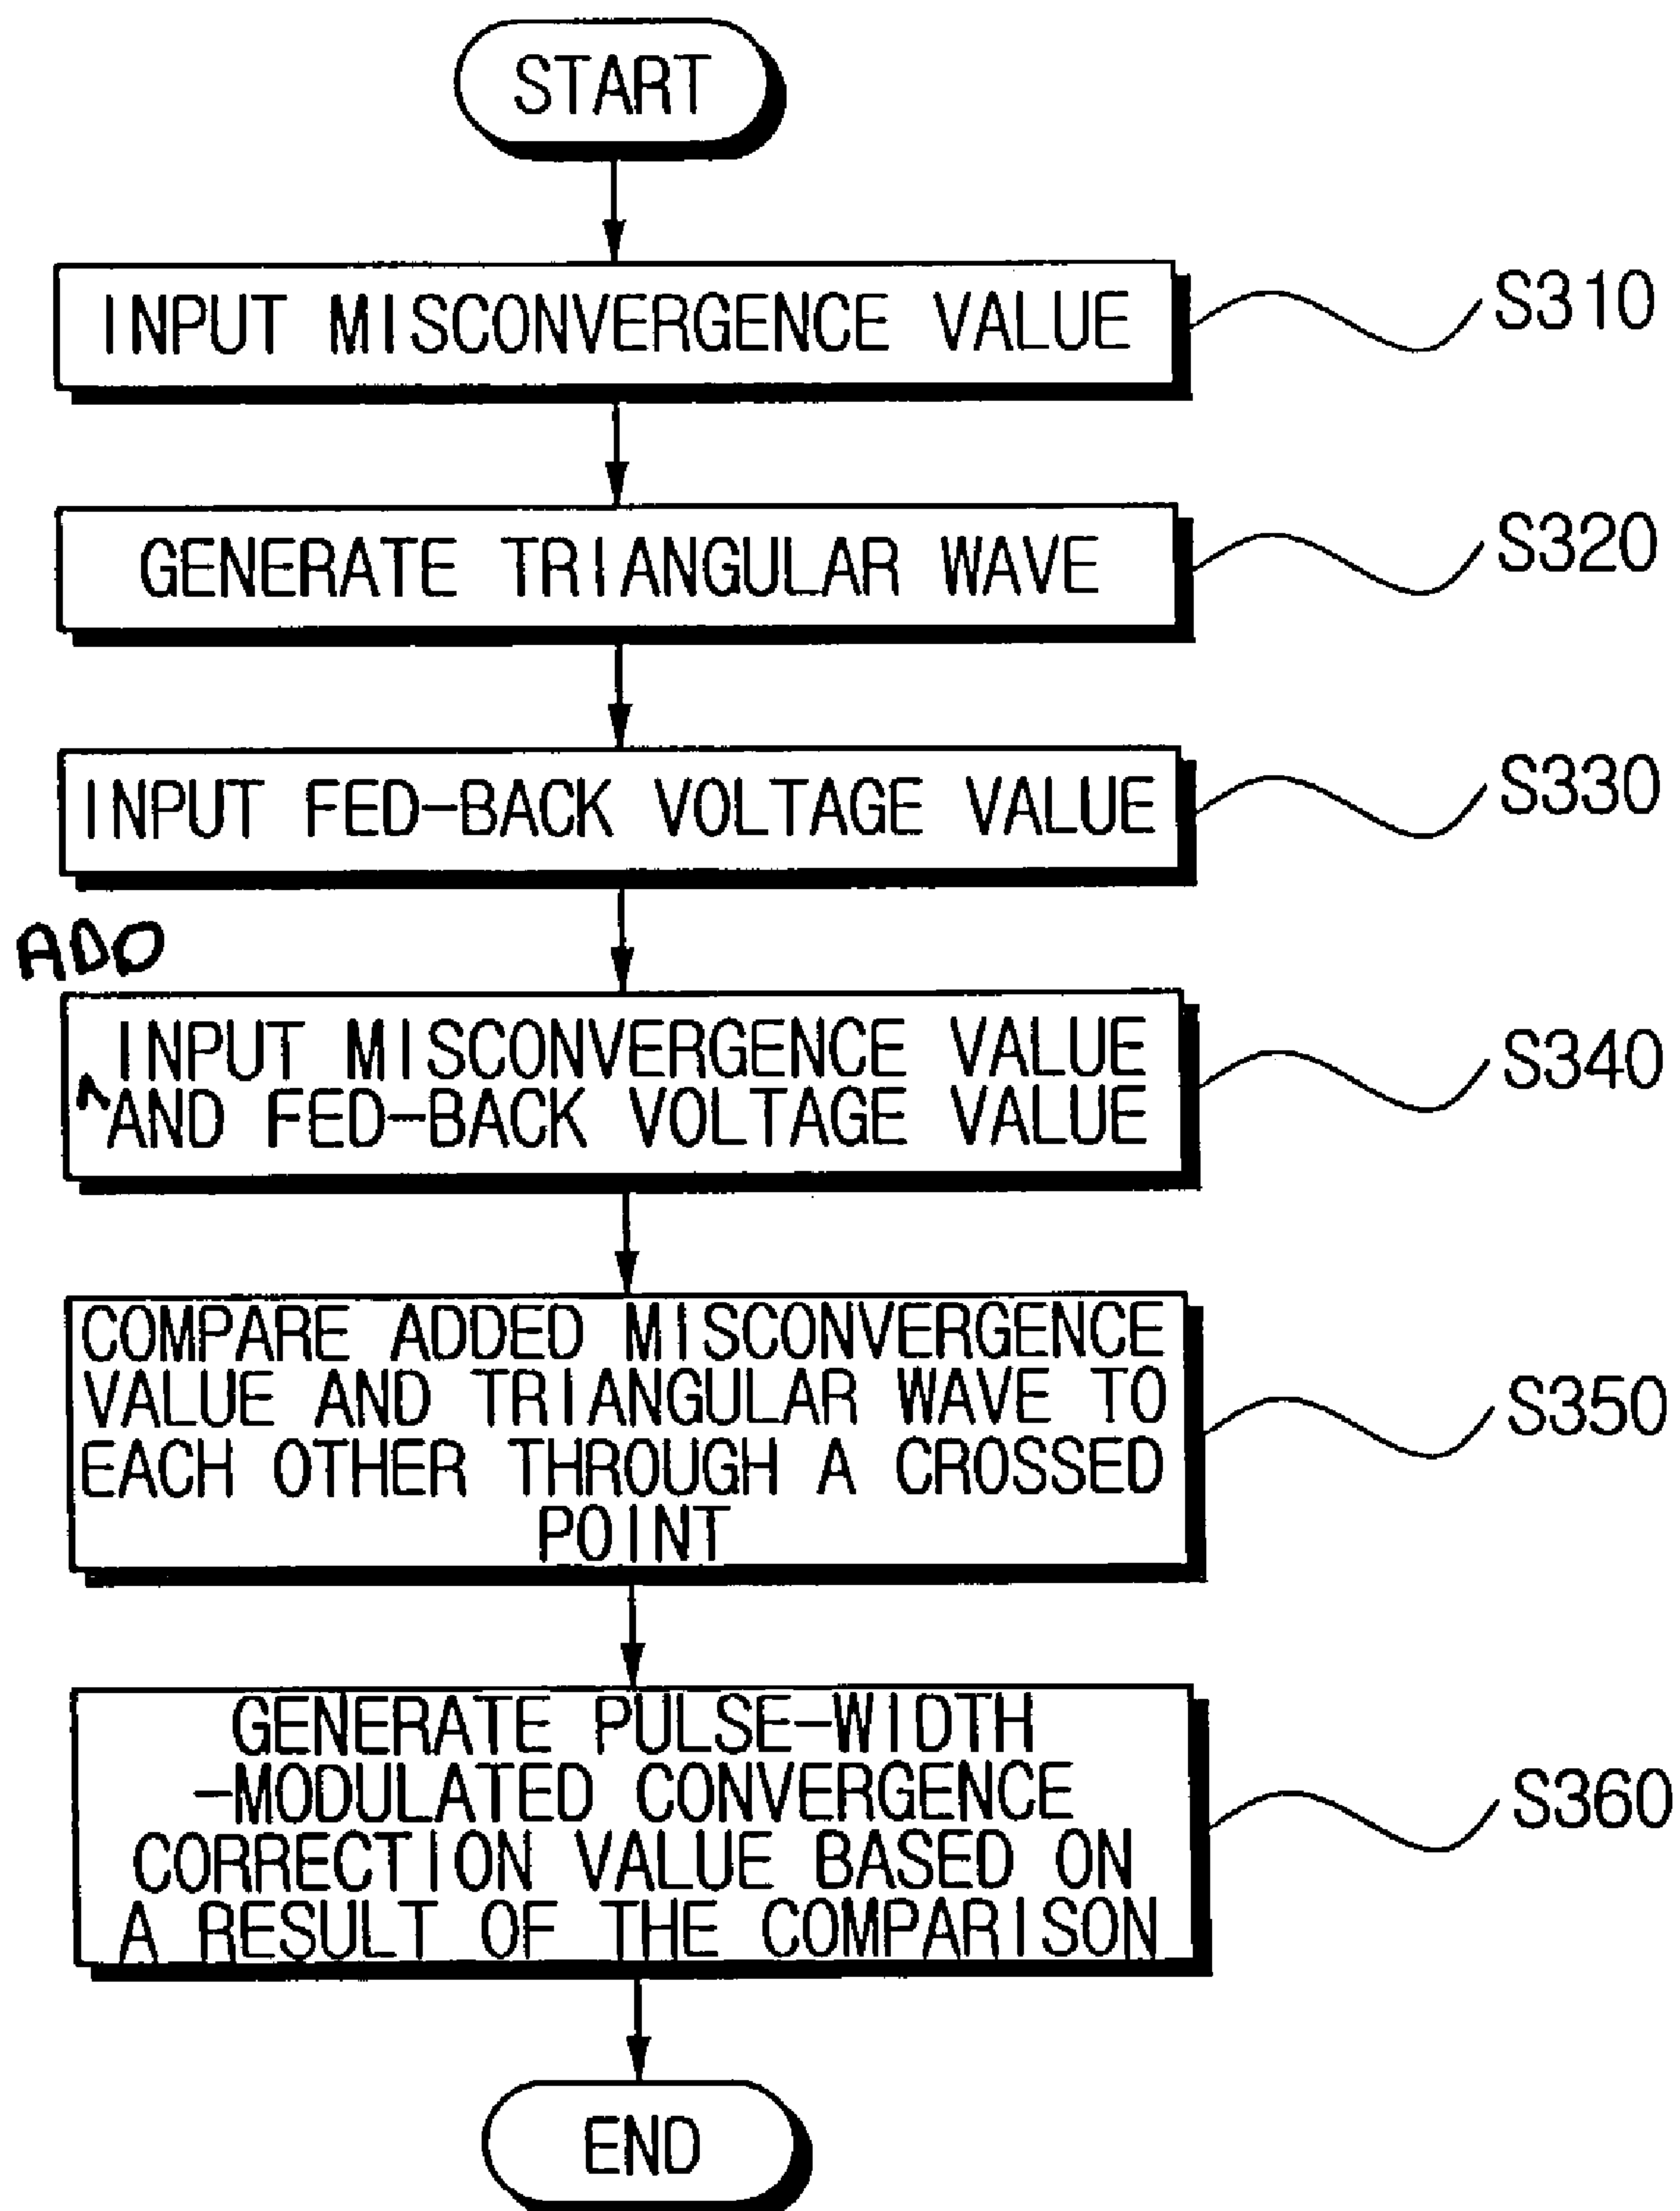 START
INPUT MISCONVERGENCE VALUE
S310
GENERATE TRIANGULAR WAVE
S320
INPUT FED-BACK VOLTAGE VALUE
S330
ADD
INPUT MISCONVERGENCE VALUE
^AND FED-BACK VOLTAGE VALUE
S340
COMPARE ADDED MISCONVERGENCE
VALUE AND TRIANGULAR WAVE TO
EACH OTHER THROUGH A CROSSED
POINT
S350
GENERATE PULSE-WIDTH
-MODULATED CONVERGENCE
CORRECTION VALUE BASED ON
A RESULT OF THE COMPARISON
S360
END